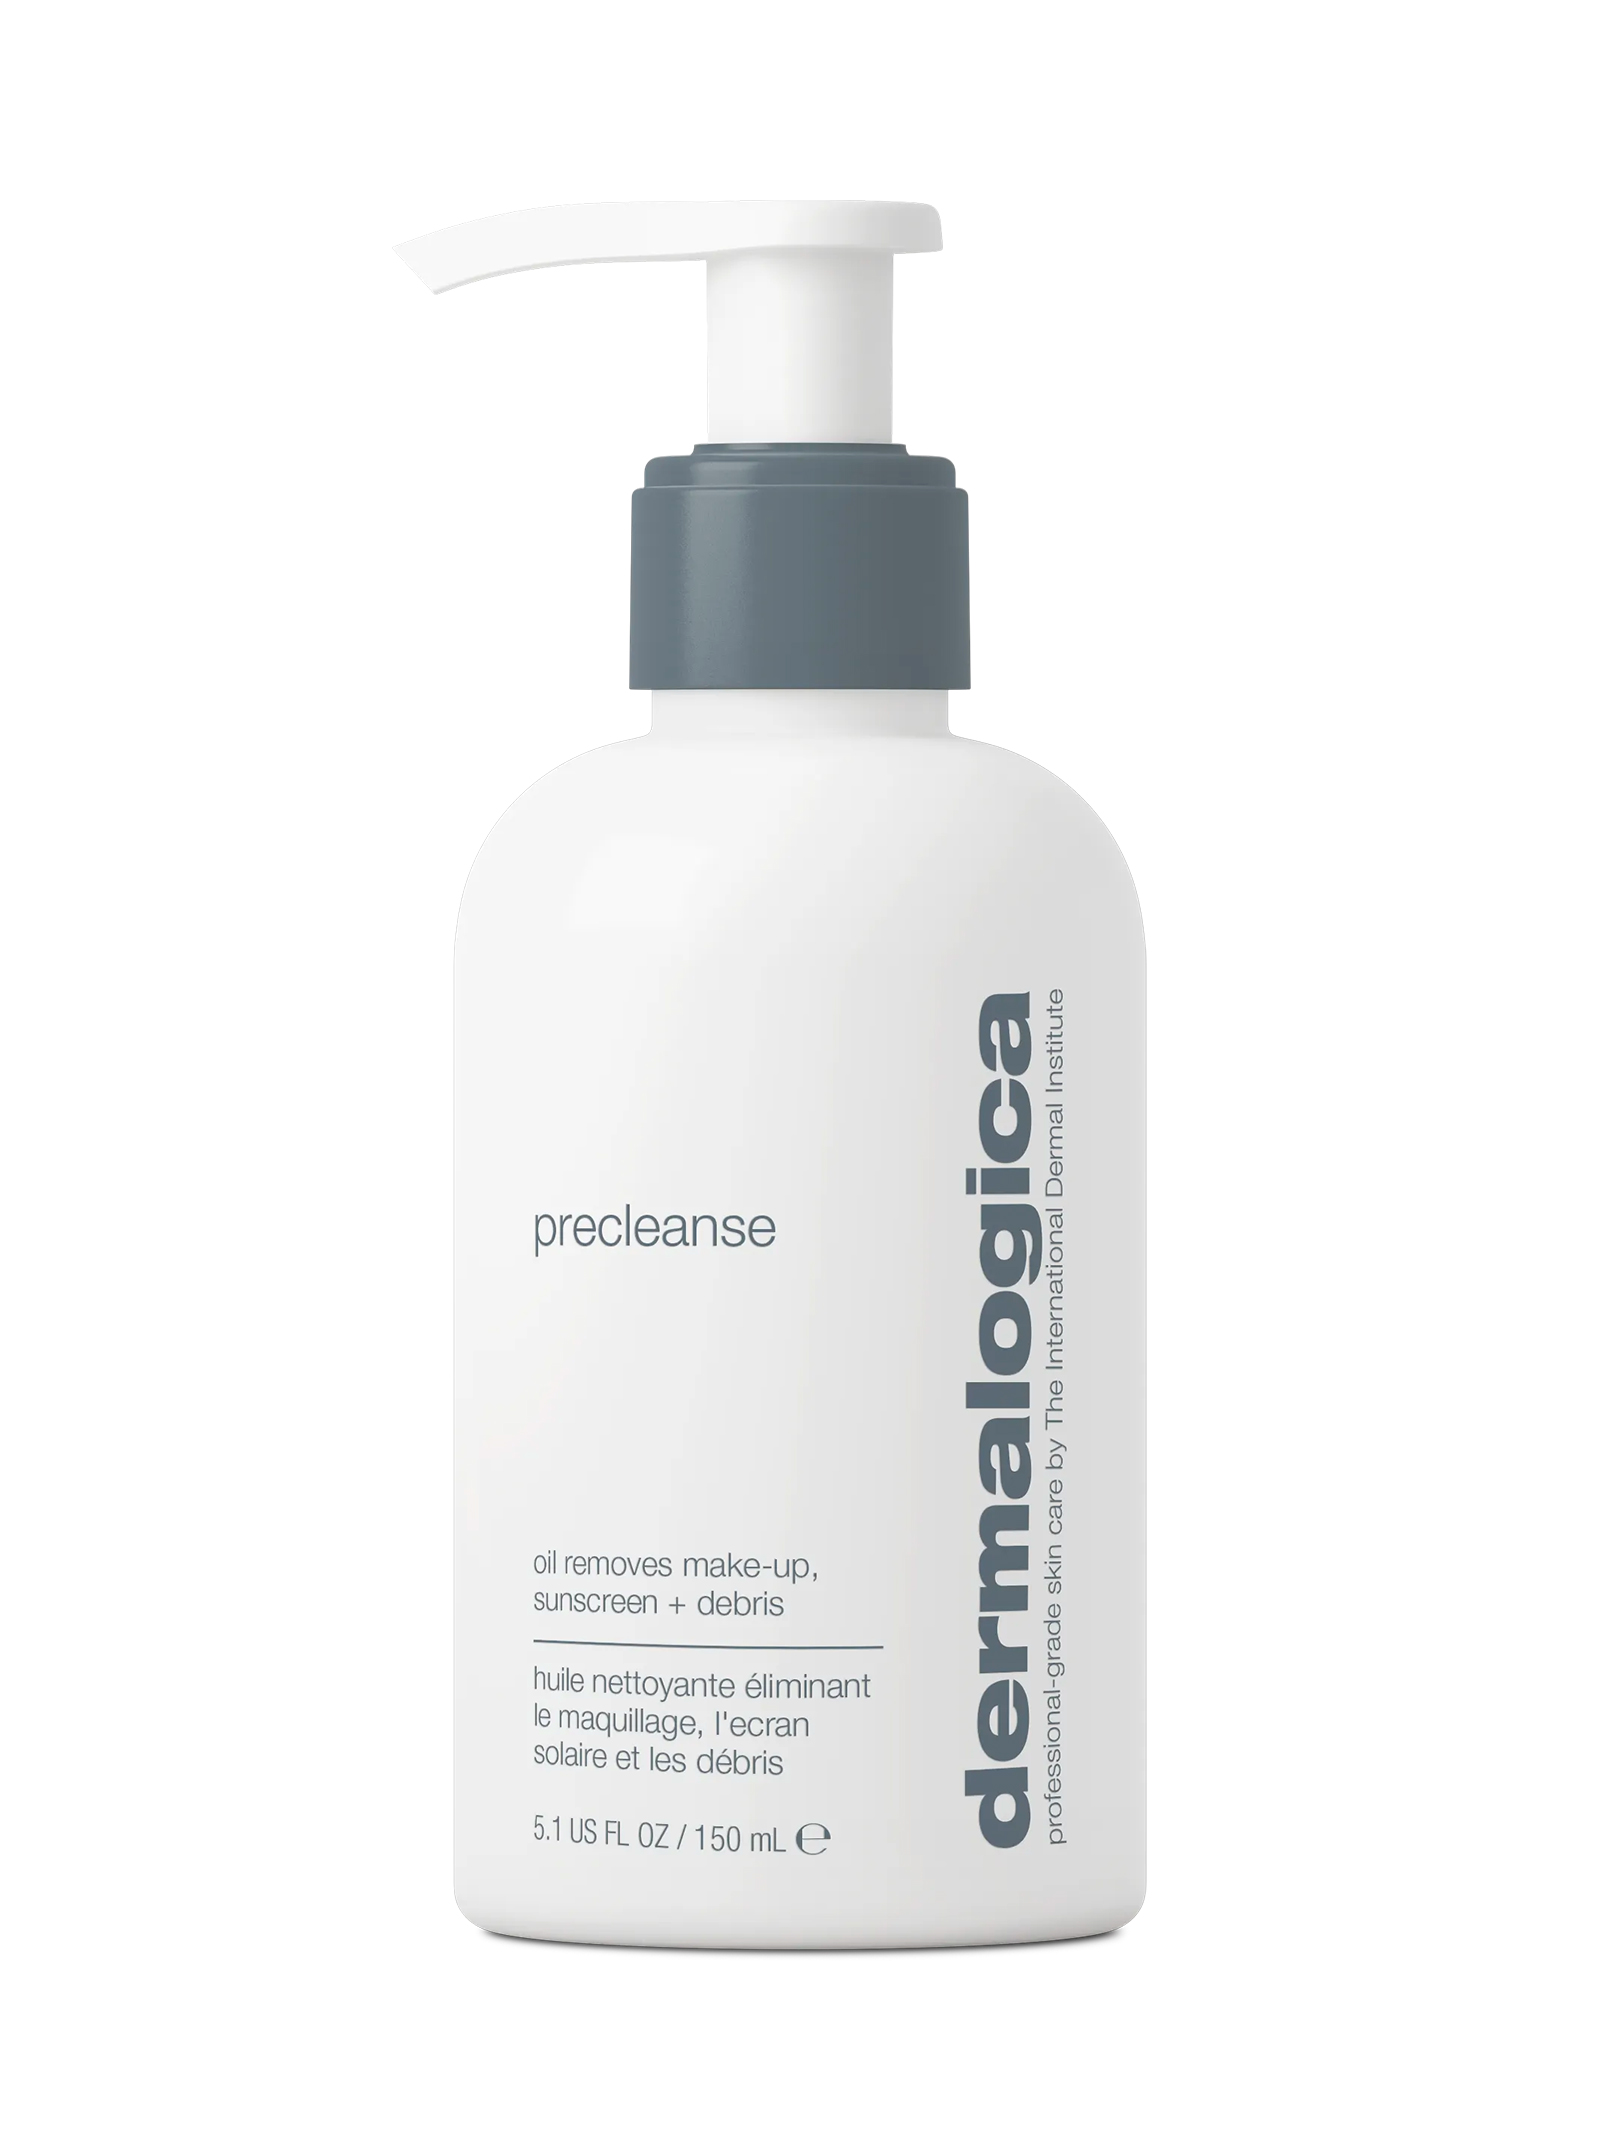 precleanse
oil removes make-up,
sunscreen + debris
huile nettoyante éliminant
le maquillage, l'ecran
solaire et les débris
5.1 US FL OZ / 150 mL ℮
dermalogica
professional-grade skin care by The International Dermal Institute